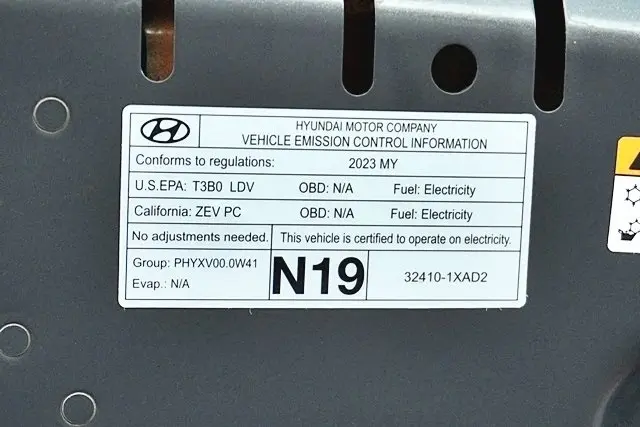 HYUNDAI MOTOR COMPANY
VEHICLE EMISSION CONTROL INFORMATION
Conforms to regulations: 2023 MY
U.S.EPA: T3B0 LDV OBD: N/A Fuel: Electricity
California: ZEV PC OBD: N/A Fuel: Electricity
No adjustments needed. This vehicle is certified to operate on electricity.
Group: PHYXV00.0W41
Evap.: N/A
N19
32410-1XAD2